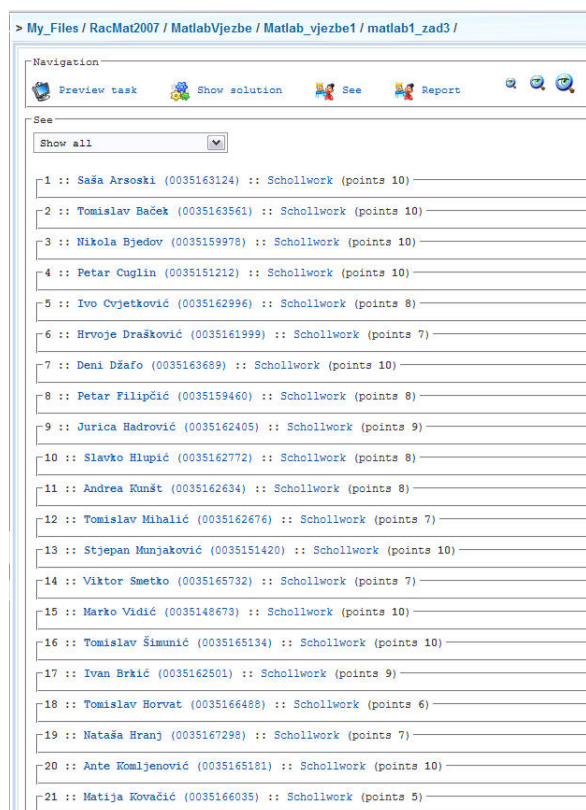 > My_Files / RacMat2007 / MatlabVjezbe / Matlab_vjezbe1 / matlab1_zad3 /
Navigation
Preview task Show solution See Report
See
Show all
1 :: Saša Arsoski (0035163124) :: Schollwork (points 10)
2 :: Tomislav Baček (0035163561) :: Schollwork (points 10)
3 :: Nikola Bjedov (0035159978) :: Schollwork (points 10)
4 :: Petar Cuglin (0035151212) :: Schollwork (points 10)
5 :: Ivo Cvjetković (0035162996) :: Schollwork (points 8)
6 :: Hrvoje Drašković (0035161999) :: Schollwork (points 7)
7 :: Deni Džafo (0035163689) :: Schollwork (points 10)
8 :: Petar Filipčić (0035159460) :: Schollwork (points 8)
9 :: Jurica Hadrović (0035162405) :: Schollwork (points 9)
10 :: Slavko Hlupić (0035162772) :: Schollwork (points 8)
11 :: Andrea Kunšt (0035162634) :: Schollwork (points 8)
12 :: Tomislav Mihalić (0035162676) :: Schollwork (points 7)
13 :: Stjepan Munjaković (0035151420) :: Schollwork (points 10)
14 :: Viktor Smetko (0035165732) :: Schollwork (points 7)
15 :: Marko Vidić (0035148673) :: Schollwork (points 10)
16 :: Tomislav Šimunić (0035165134) :: Schollwork (points 10)
17 :: Ivan Brkić (0035162501) :: Schollwork (points 9)
18 :: Tomislav Horvat (0035166488) :: Schollwork (points 6)
19 :: Nataša Hranj (0035167298) :: Schollwork (points 7)
20 :: Ante Komljenović (0035165181) :: Schollwork (points 10)
21 :: Matija Kovačić (0035166035) :: Schollwork (points 5)